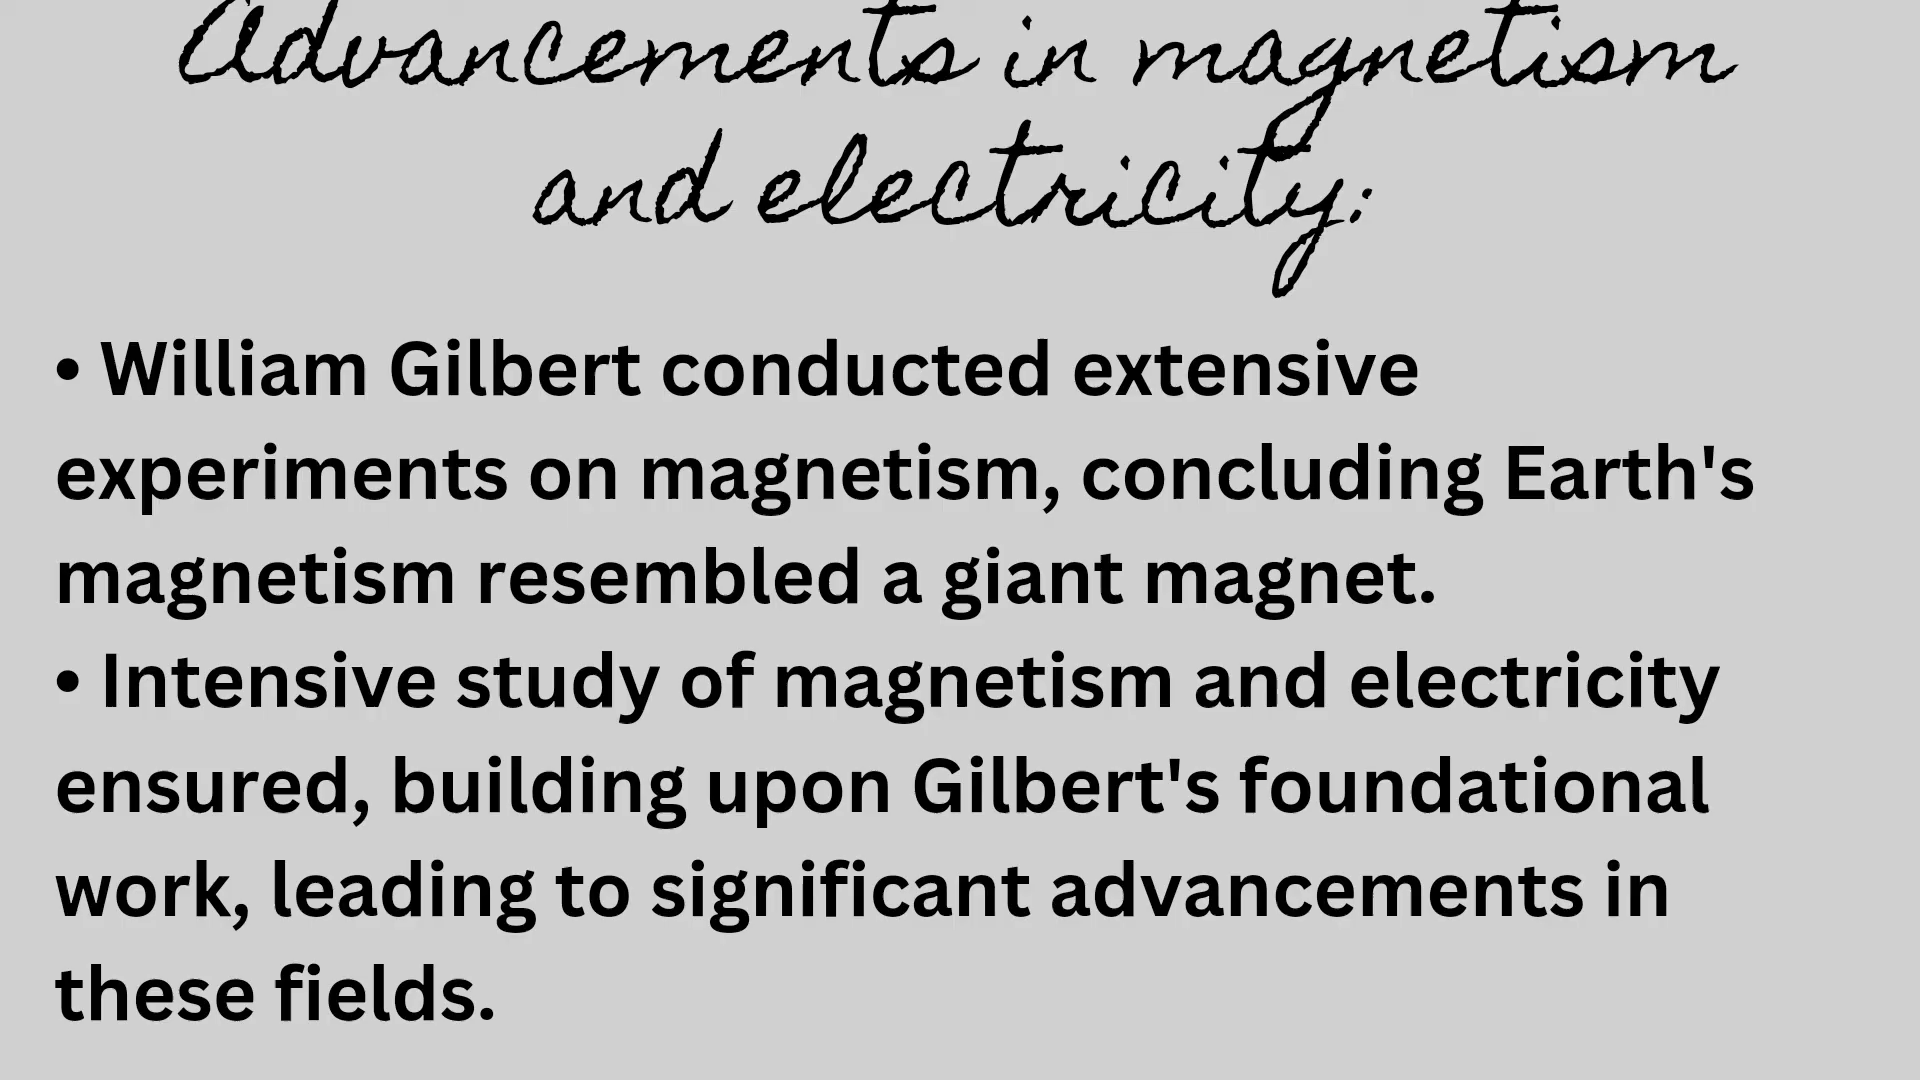 Advancements in magnetism
and electricity:
• William Gilbert conducted extensive
experiments on magnetism, concluding Earth's
magnetism resembled a giant magnet.
• Intensive study of magnetism and electricity
ensured, building upon Gilbert's foundational
work, leading to significant advancements in
these fields.